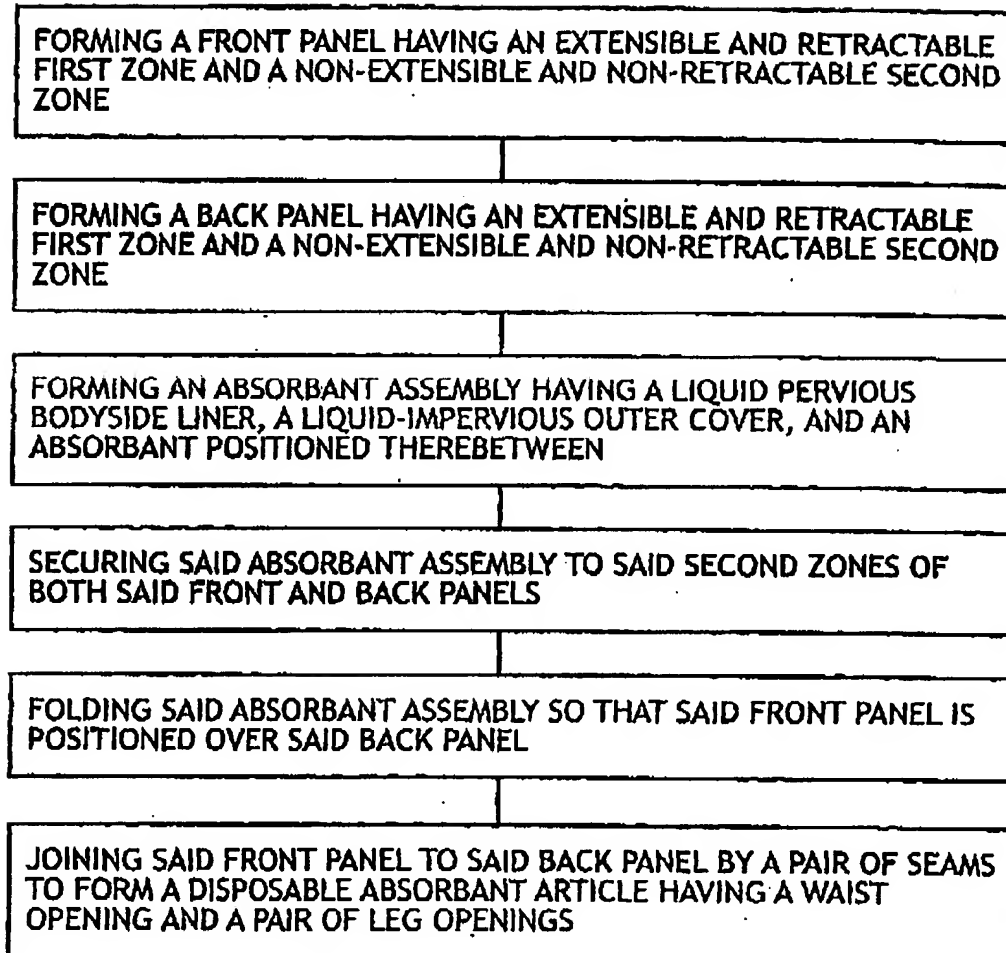 FORMING A FRONT PANEL HAVING AN EXTENSIBLE AND RETRACTABLE
FIRST ZONE AND A NON-EXTENSIBLE AND NON-RETRACTABLE SECOND
ZONE
FORMING A BACK PANEL HAVING AN EXTENSIBLE AND RETRACTABLE
FIRST ZONE AND A NON-EXTENSIBLE AND NON-RETRACTABLE SECOND
ZONE
FORMING AN ABSORBANT ASSEMBLY HAVING A LIQUID PERVIOUS
BODYSIDE LINER, A LIQUID-IMPERVIOUS OUTER COVER, AND AN
ABSORBANT POSITIONED THEREBETWEEN
SECURING SAID ABSORBANT ASSEMBLY TO SAID SECOND ZONES OF
BOTH SAID FRONT AND BACK PANELS
FOLDING SAID ABSORBANT ASSEMBLY SO THAT SAID FRONT PANEL IS
POSITIONED OVER SAID BACK PANEL
JOINING SAID FRONT PANEL TO SAID BACK PANEL BY A PAIR OF SEAMS
TO FORM A DISPOSABLE ABSORBANT ARTICLE HAVING A WAIST
OPENING AND A PAIR OF LEG OPENINGS